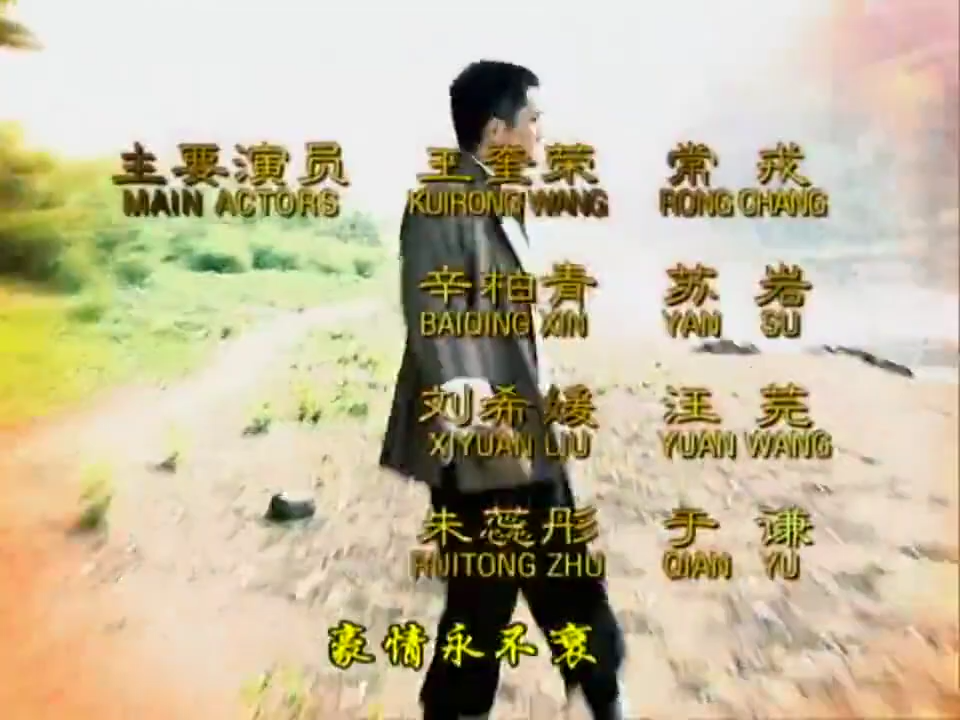 主要演员 王奎荣 常戎
MAIN ACTORS KUIRONG WANG RONG CHANG
辛柏青 苏岩
BAIQING XIN YAN SU
刘希媛 汪芫
XIYUAN LIU YUAN WANG
朱蕊彤 于谦
RUITONG ZHU QIAN YU
豪情永不衰